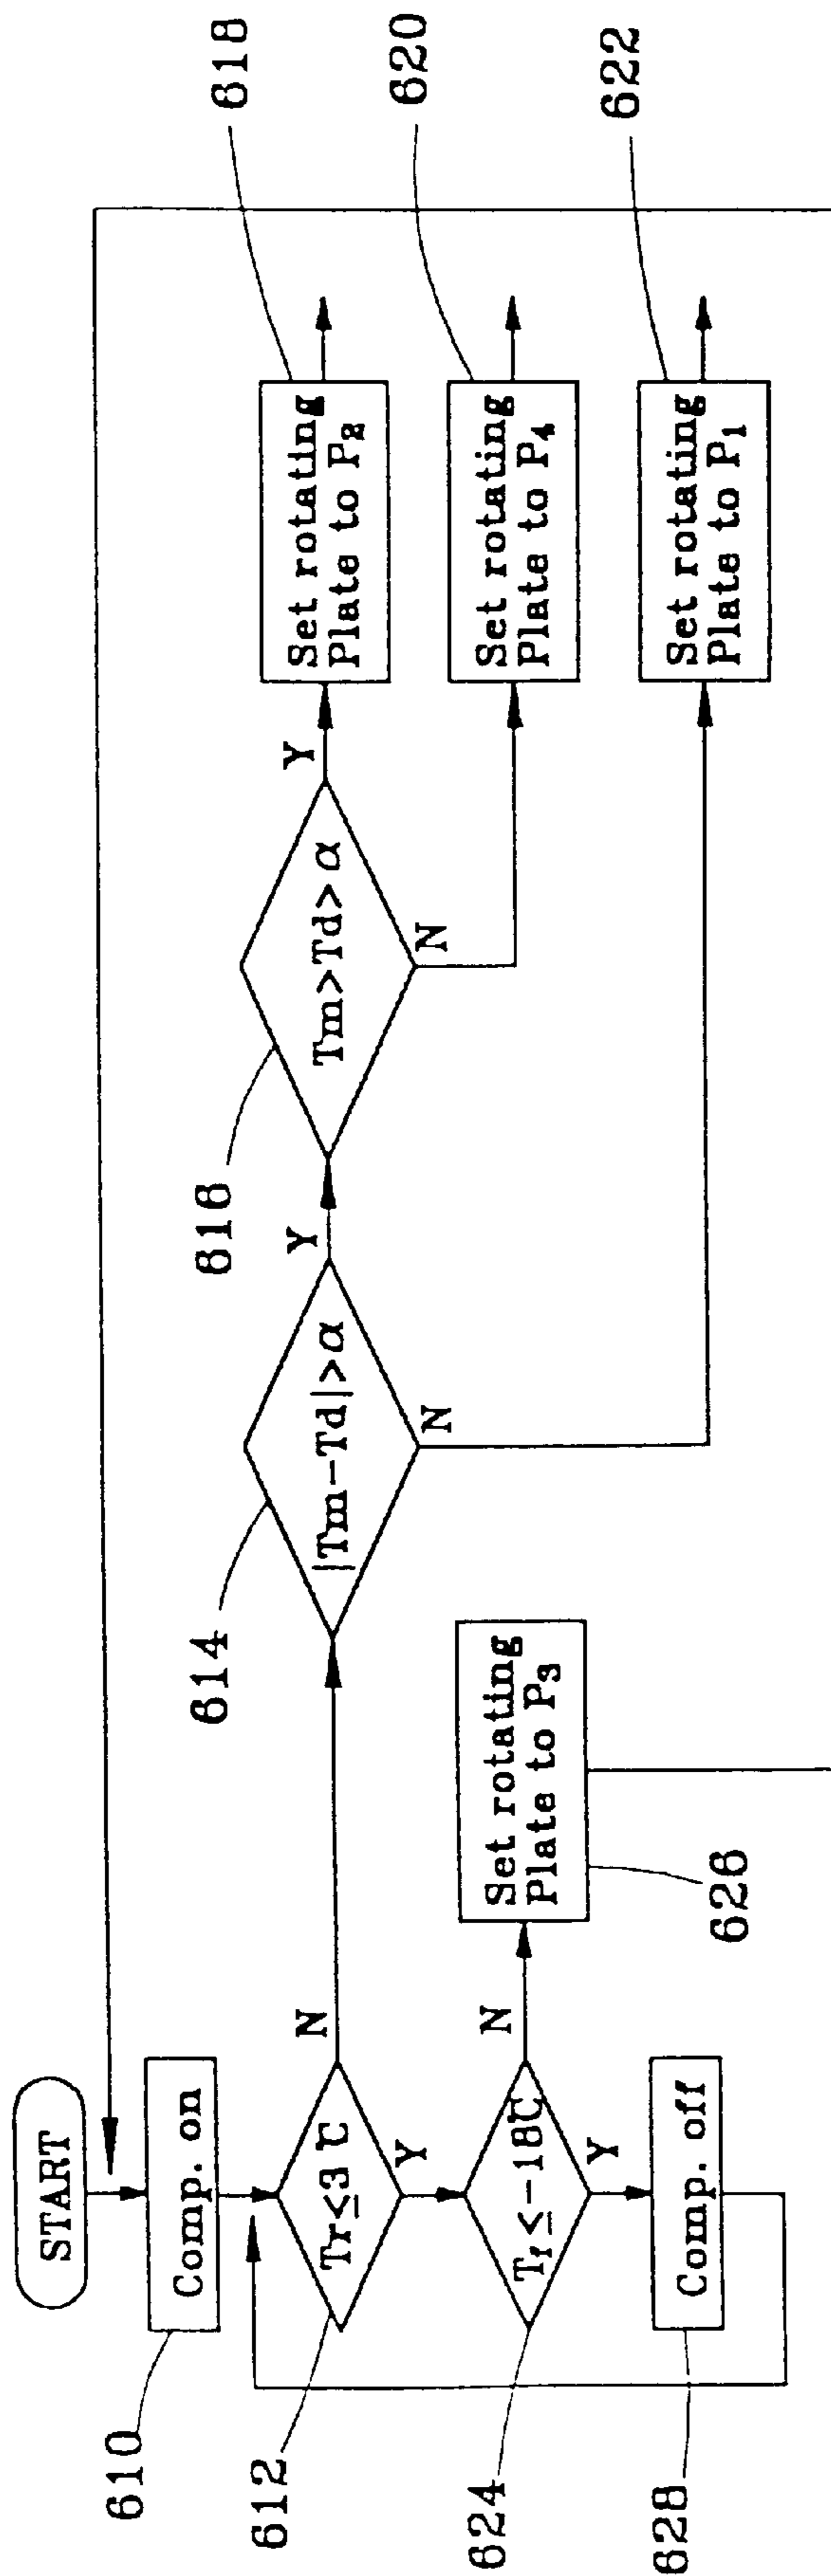 START
610
Comp. on
612
Tr≤3℃
N
Y
614
|Tm-Td|>α
Y
N
616
Tm>Td>α
Y
N
618
Set rotating
Plate to P₂
620
Set rotating
Plate to P₄
622
Set rotating
Plate to P₁
624
T_f≤-18℃
N
Y
626
Set rotating
Plate to P₃
628
Comp. off